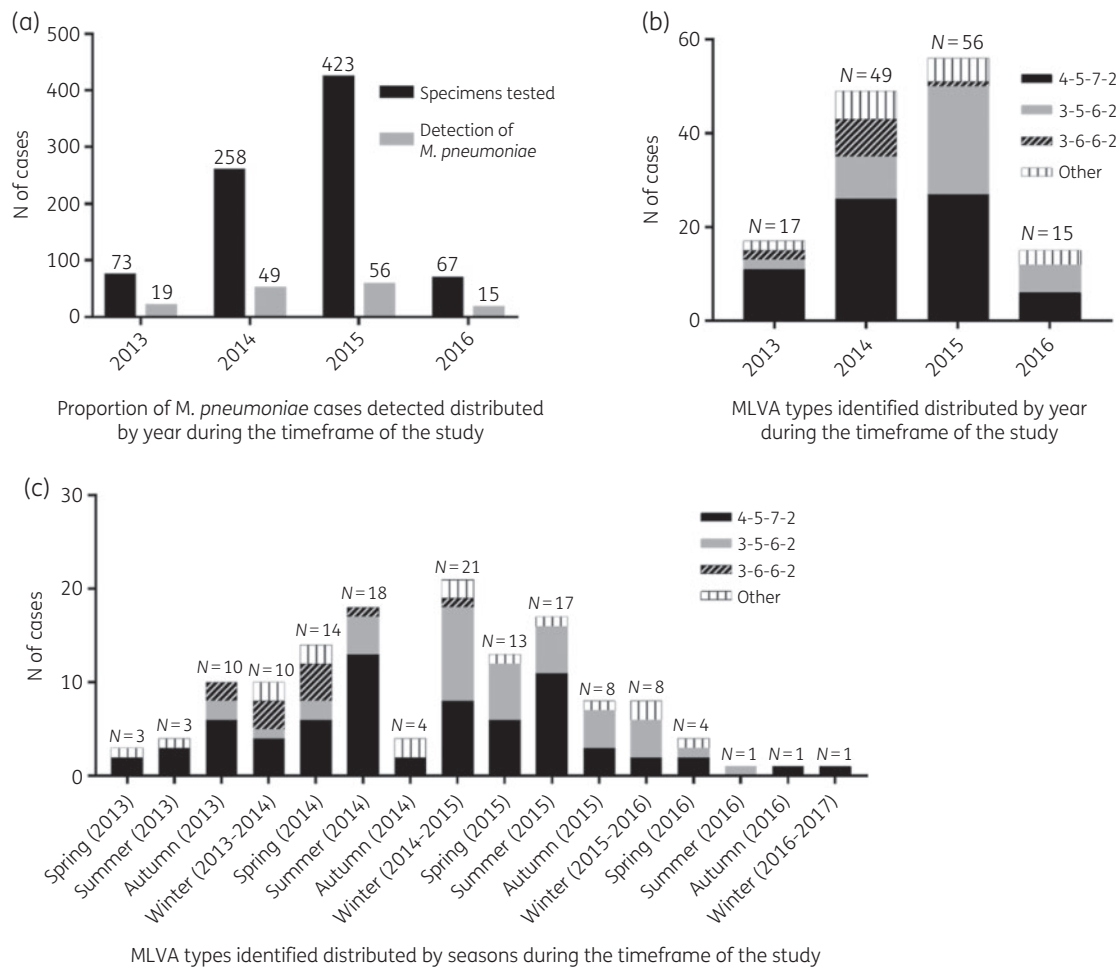 (a)
500
400
300
200
100
0
N of cases
73
19
258
49
423
56
67
15
Specimens tested
Detection of
M. pneumoniae
2013
2014
2015
2016
Proportion of M. pneumoniae cases detected distributed
by year during the timeframe of the study
(b)
60
40
20
0
N of cases
N=17
N=49
N=56
N=15
4-5-7-2
3-5-6-2
3-6-6-2
Other
2013
2014
2015
2016
MLVA types identified distributed by year
during the timeframe of the study
(c)
30
20
10
0
N of cases
N=3
N=3
N=10
N=10
N=14
N=18
N=4
N=21
N=13
N=17
N=8
N=8
N=4
N=1
N=1
N=1
4-5-7-2
3-5-6-2
3-6-6-2
Other
Spring (2013)
Summer (2013)
Autumn (2013)
Winter (2013-2014)
Spring (2014)
Summer (2014)
Autumn (2014)
Winter (2014-2015)
Spring (2015)
Summer (2015)
Autumn (2015)
Winter (2015-2016)
Spring (2016)
Summer (2016)
Autumn (2016)
Winter (2016-2017)
MLVA types identified distributed by seasons during the timeframe of the study